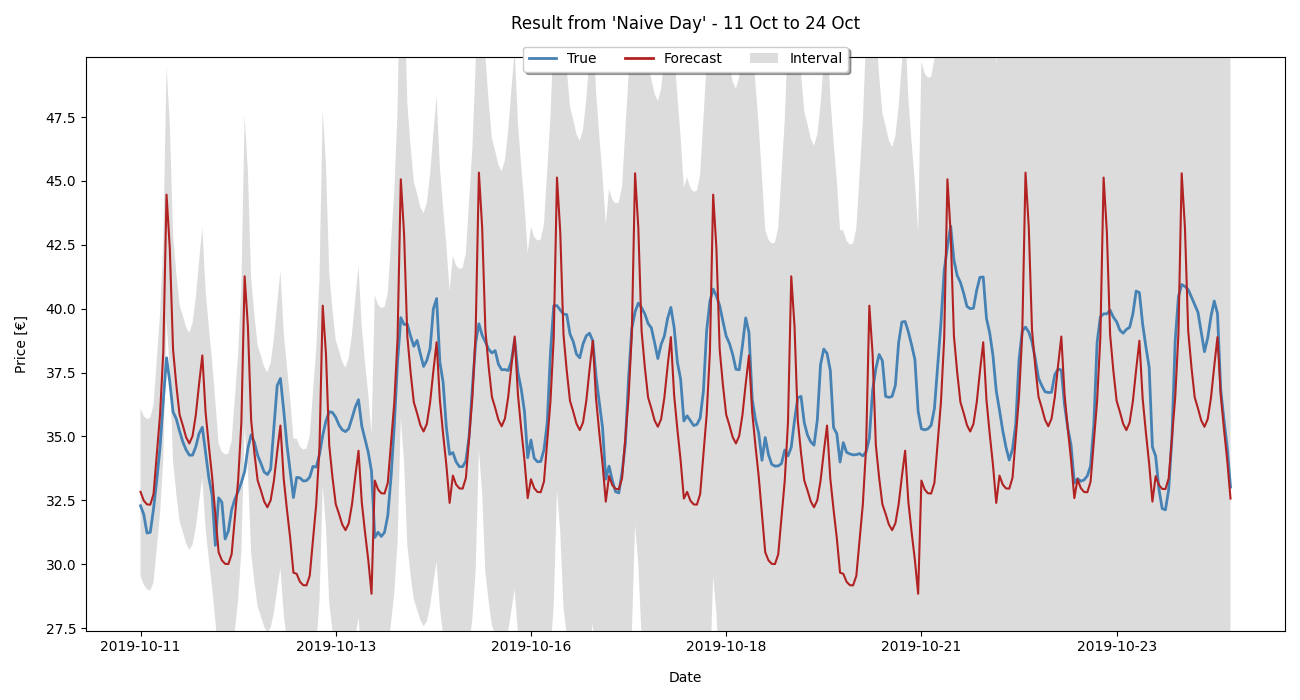 Result from 'Naive Day' - 11 Oct to 24 Oct
True Forecast Interval
47.5
45.0
42.5
40.0
37.5
35.0
32.5
30.0
27.5
Price [€]
2019-10-11 2019-10-13 2019-10-16 2019-10-18 2019-10-21 2019-10-23
Date